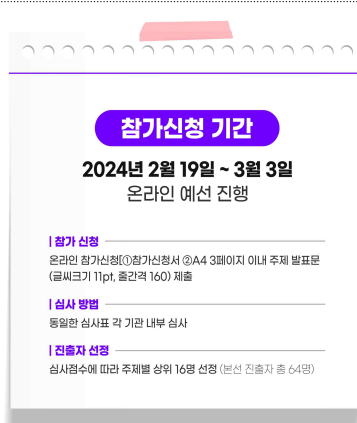 참가신청 기간
2024년 2월 19일 ~ 3월 3일
온라인 예선 진행
| 참가 신청
온라인 참가신청[①참가신청서 ②A4 3페이지 이내 주제 발표문
(글씨크기 11pt, 줄간격 160) 제출
| 심사 방법
동일한 심사표 각 기관 내부 심사
| 진출자 선정
심사점수에 따라 주제별 상위 16명 선정 (본선 진출자 총 64명)